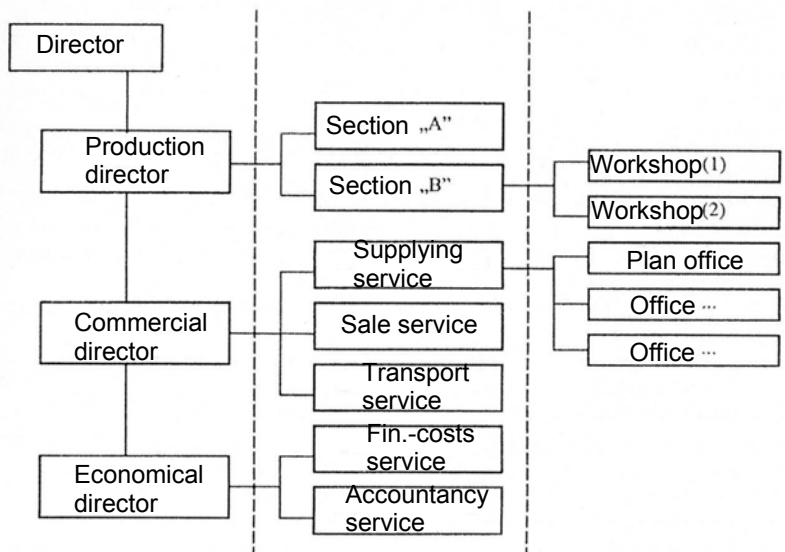 Director
Production
director
Commercial
director
Economical
director
Section „A”
Section „B”
Supplying
service
Sale service
Transport
service
Fin.-costs
service
Accountancy
service
Workshop(1)
Workshop(2)
Plan office
Office ...
Office ...